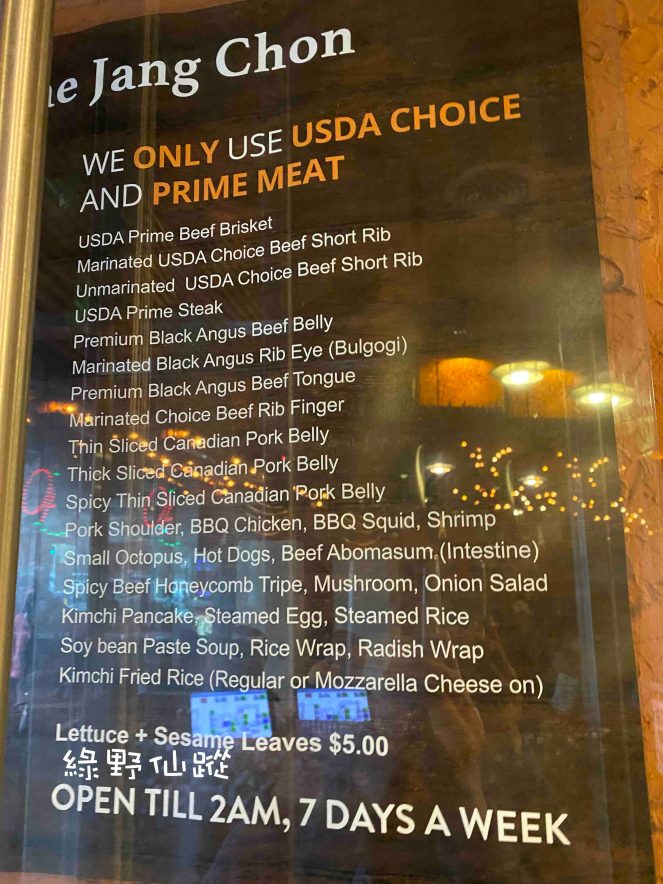 Jang Chon
WE ONLY USE USDA CHOICE
AND PRIME MEAT
USDA Prime Beef Brisket
Marinated USDA Choice Beef Short Rib
Unmarinated USDA Choice Beef Short Rib
USDA Prime Steak
Premium Black Angus Beef Belly
Marinated Black Angus Rib Eye (Bulgogi)
Premium Black Angus Beef Tongue
Marinated Choice Beef Rib Finger
Thin Sliced Canadian Pork Belly
Thick Sliced Canadian Pork Belly
Spicy Thin Sliced Canadian Pork Belly
Pork Shoulder, BBQ Chicken, BBQ Squid, Shrimp
Small Octopus, Hot Dogs, Beef Abomasum (Intestine)
Spicy Beef Honeycomb Tripe, Mushroom, Onion Salad
Kimchi Pancake, Steamed Egg, Steamed Rice
Soy bean Paste Soup, Rice Wrap, Radish Wrap
Kimchi Fried Rice (Regular or Mozzarella Cheese on)
Lettuce + Sesame Leaves $5.00
綠野仙蹤
OPEN TILL 2AM, 7 DAYS A WEEK